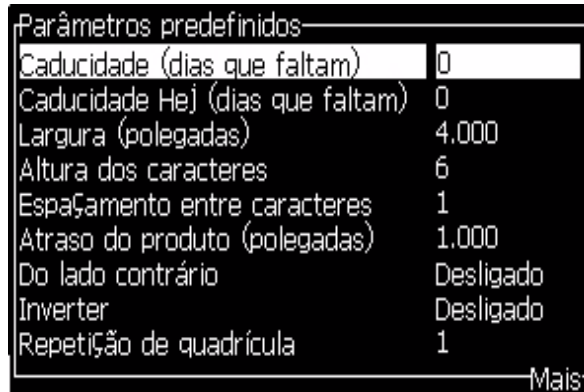 Parâmetros predefinidos
Caducidade (dias que faltam) 0
Caducidade Hej (dias que faltam) 0
Largura (polegadas) 4.000
Altura dos caracteres 6
Espaçamento entre caracteres 1
Atraso do produto (polegadas) 1.000
Do lado contrário Desligado
Inverter Desligado
Repetição de quadrícula 1
Mais